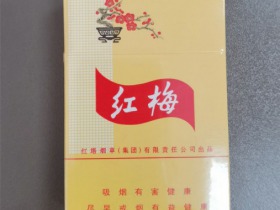 红梅
红烟烟草(集团)有限责任公司出品
吸烟有害健康
尽早戒烟有益健康